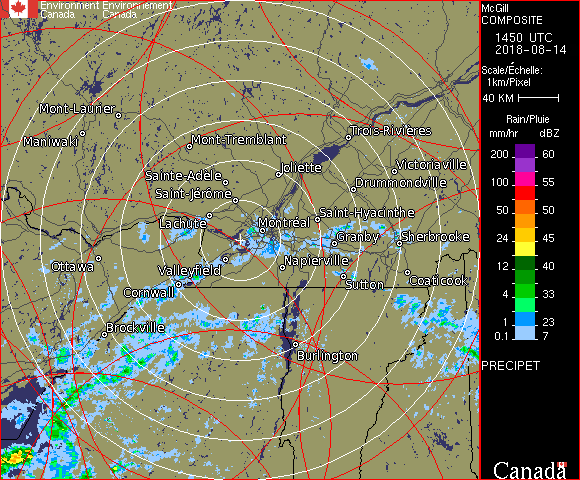 Environment Environnement
Canada Canada
McGill
COMPOSITE
1450 UTC
2018-08-14
Scale/Échelle:
1km/Pixel
40 KM
Rain/Pluie
mm/hr dBZ
200 60
150 55
100 55
50 50
24 45
12 40
4 33
1 23
0.1 7
PRECIPET
Canada
Mont-Laurier
Maniwaki
Mont-Tremblant
Trois-Rivières
Sainte-Adèle
Joliette
Victoriaville
Saint-Jérôme
Drummondville
Lachute
Montréal
Saint-Hyacinthe
Granby
Sherbrooke
Ottawa
Valleyfield
Napierville
Cornwall
Sutton
Coaticook
Brockville
Burlington